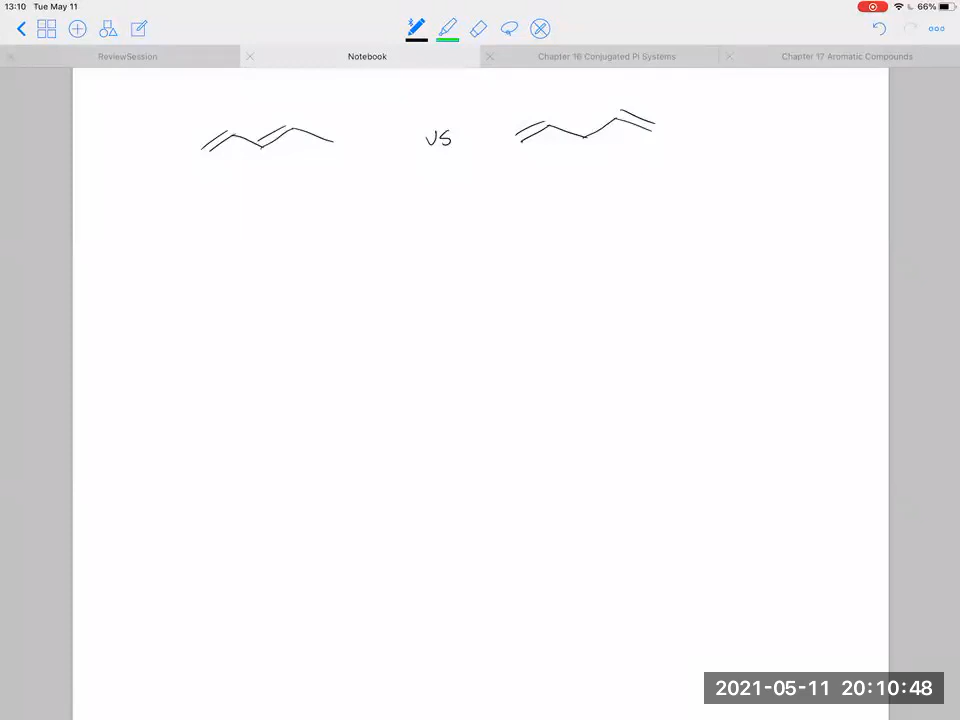 13:10 Tue May 11 66%
ReviewSession Notebook Chapter 16 Conjugated Pi Systems Chapter 17 Aromatic Compounds
vs
2021-05-11 20:10:48